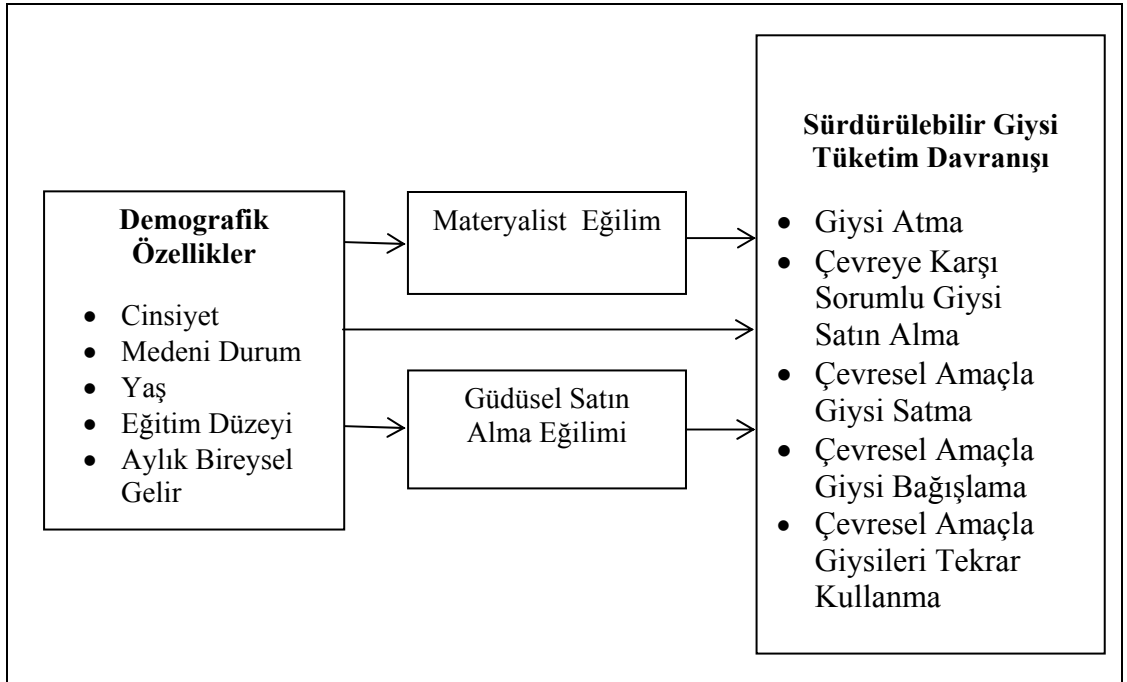 Demografik
Özellikler
• Cinsiyet
• Medeni Durum
• Yaş
• Eğitim Düzeyi
• Aylık Bireysel
Gelir
Materyalist Eğilim
Güdüsel Satın
Alma Eğilimi
Sürdürülebilir Giysi
Tüketim Davranışı
• Giysi Atma
• Çevreye Karşı
Sorumlu Giysi
Satın Alma
• Çevresel Amaçla
Giysi Satma
• Çevresel Amaçla
Giysi Bağışlama
• Çevresel Amaçla
Giysileri Tekrar
Kullanma